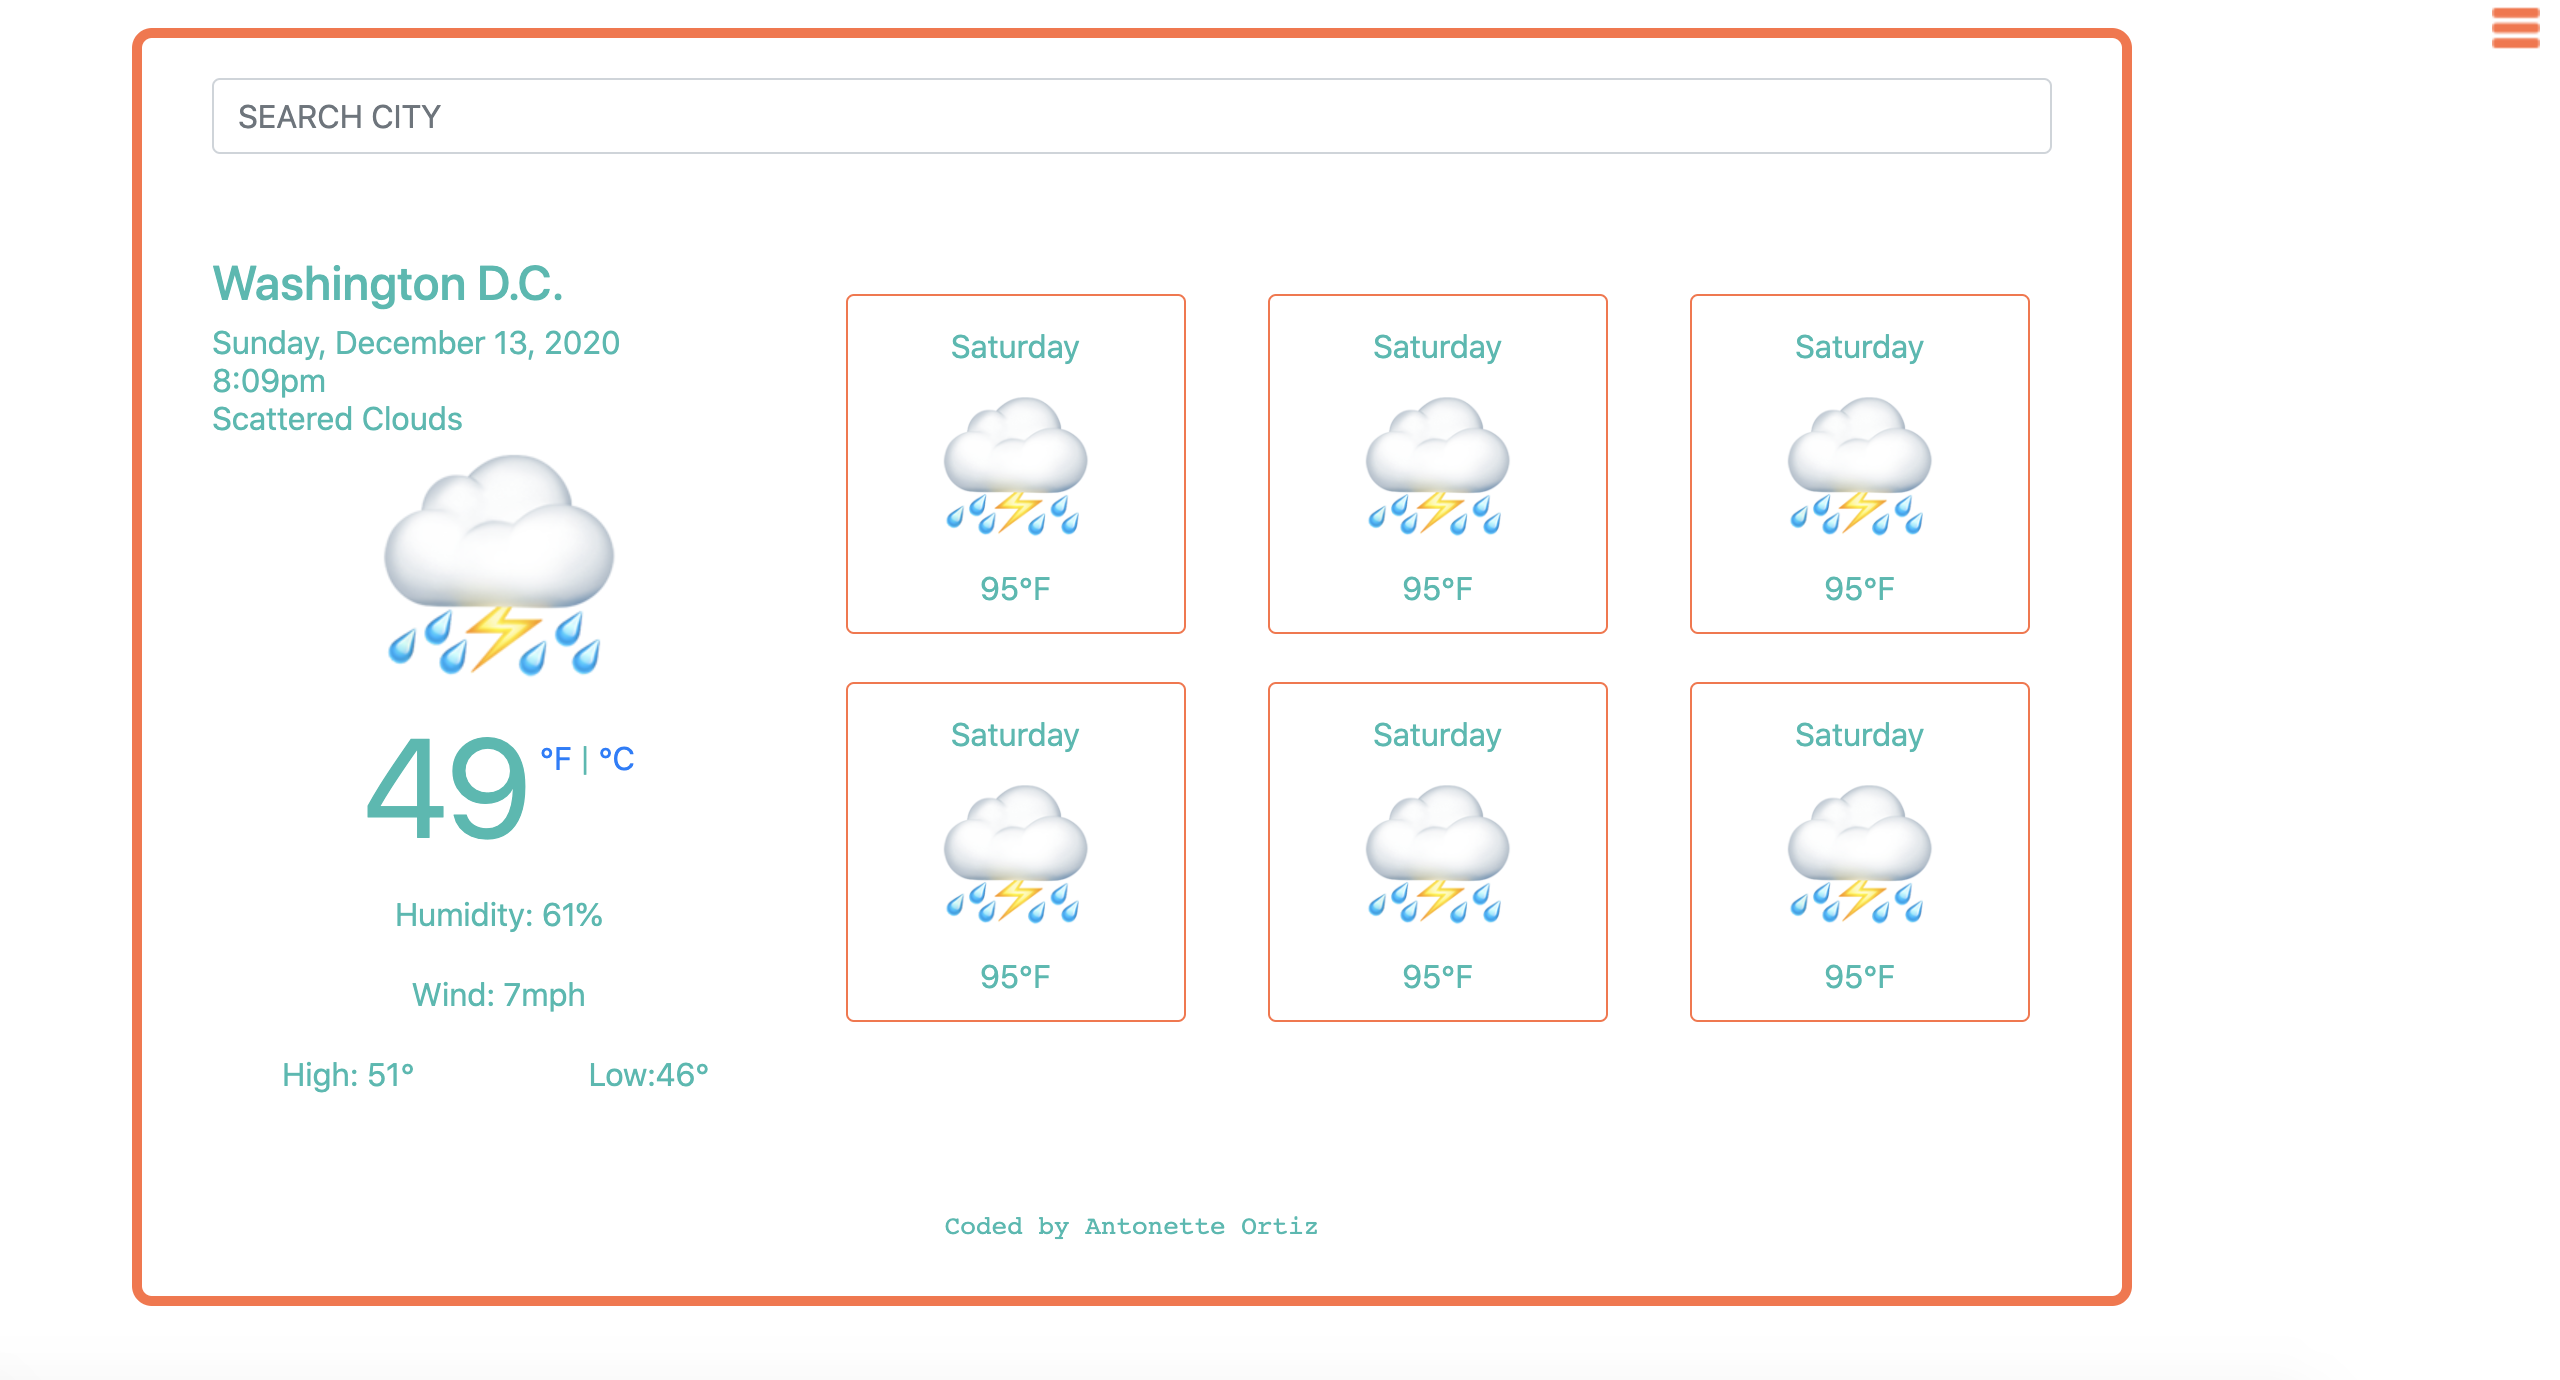 SEARCH CITY
Washington D.C.
Sunday, December 13, 2020
8:09pm
Scattered Clouds
49 °F | °C
Humidity: 61%
Wind: 7mph
High: 51° Low:46°
Saturday
95°F
Saturday
95°F
Saturday
95°F
Saturday
95°F
Saturday
95°F
Saturday
95°F
Coded by Antonette Ortiz